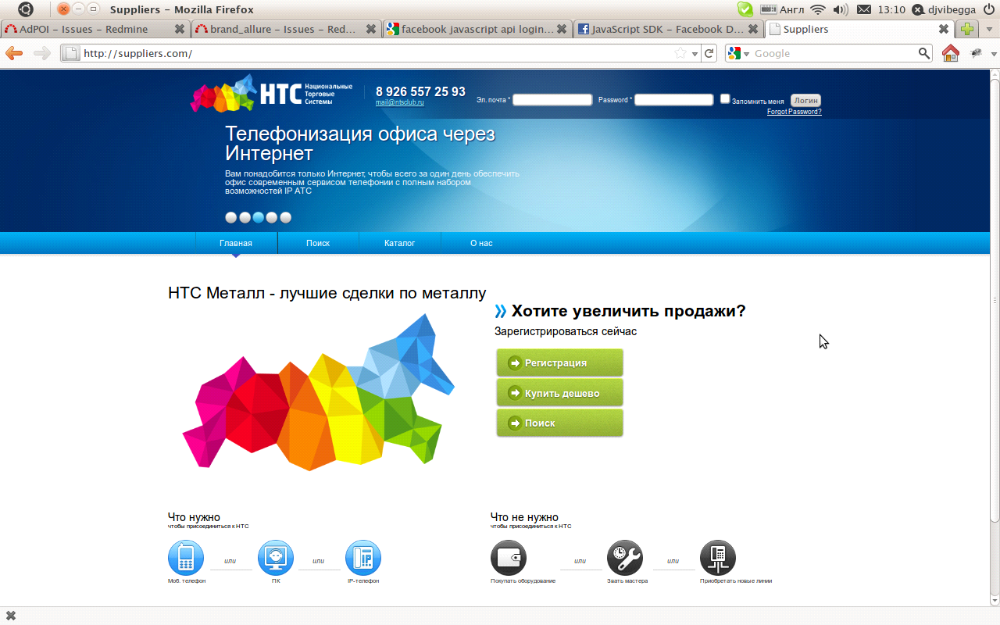 Suppliers - Mozilla Firefox
Англ
13:10
djvibegga
AdPOI - Issues - Redmine
brand_allure - Issues - Red...
facebook javascript api login...
JavaScript SDK - Facebook D...
Suppliers
http://suppliers.com/
Google
НТС
Национальные
Торговые
Системы
8 926 557 25 93
mail@ntsclub.ru
Эл. почта *
Password *
Запомнить меня
Логин
Forgot Password?
Телефонизация офиса через
Интернет
Вам понадобится только Интернет, чтобы всего за один день обеспечить
офис современным сервисом телефонии с полным набором
возможностей IP АТС
Главная
Поиск
Каталог
О нас
НТС Металл - лучшие сделки по металлу
Хотите увеличить продажи?
Зарегистрироваться сейчас
Регистрация
Купить дешево
Поиск
Что нужно
чтобы присоединиться к НТС
IP
или
или
Моб. телефон
ПК
IP-телефон
Что не нужно
чтобы присоединиться к НТС
или
или
Покупать оборудование
Звать мастера
Приобретать новые линии